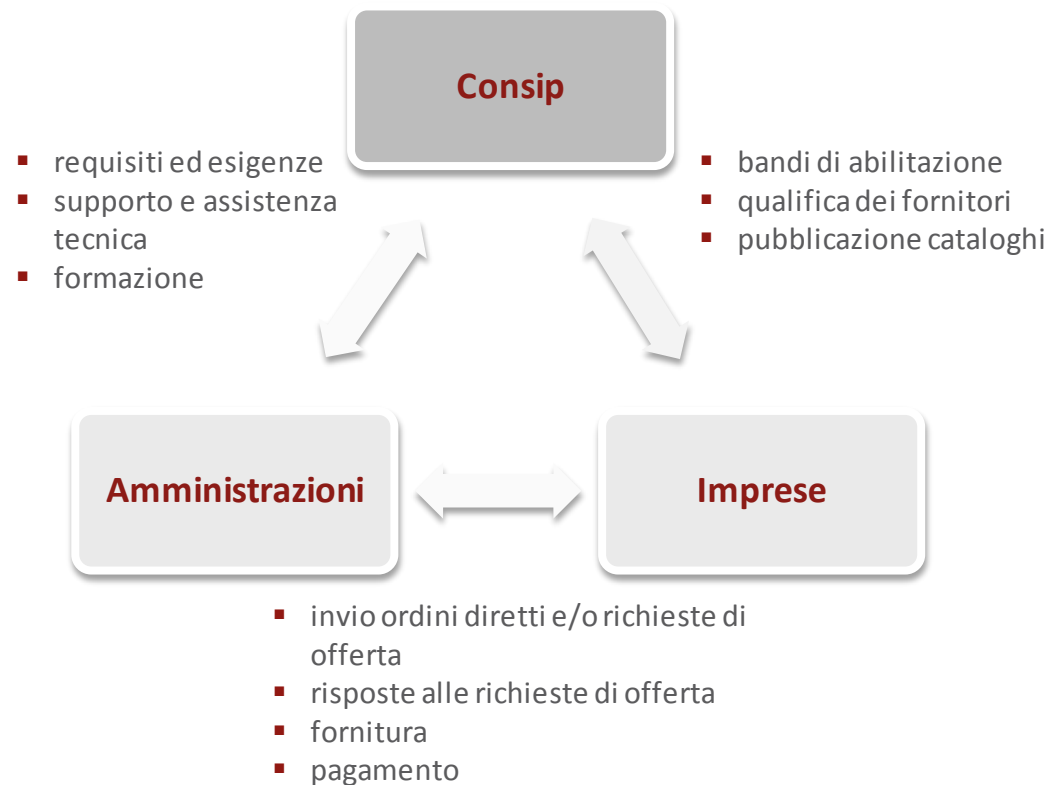 Consip
▪ requisiti ed esigenze
▪ supporto e assistenza
tecnica
▪ formazione
▪ bandi di abilitazione
▪ qualifica dei fornitori
▪ pubblicazione cataloghi
Amministrazioni
Imprese
▪ invio ordini diretti e/o richieste di
offerta
▪ risposte alle richieste di offerta
▪ fornitura
▪ pagamento